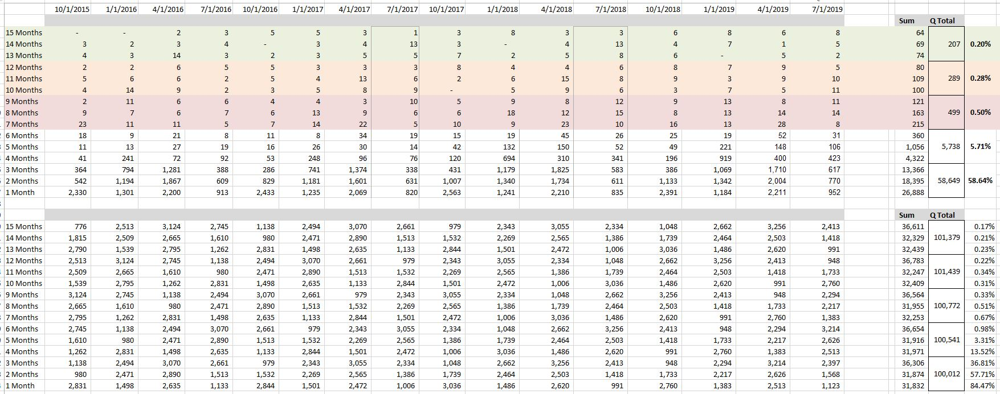 10/1/2015 1/1/2016 4/1/2016 7/1/2016 10/1/2016 1/1/2017 4/1/2017 7/1/2017 10/1/2017 1/1/2018 4/1/2018 7/1/2018 10/1/2018 1/1/2019 4/1/2019 7/1/2019
Sum Q Total
15 Months - - 2 3 5 5 3 1 3 8 3 3 6 8 6 8 64
14 Months 3 2 3 4 - 3 4 13 3 - 4 13 4 7 1 5 69 207 0.20%
13 Months 4 3 14 3 2 3 5 5 7 2 5 8 6 - 5 2 74
12 Months 2 2 6 5 5 3 3 3 8 4 4 6 8 7 9 5 80
11 Months 5 6 6 2 5 4 13 6 2 6 15 8 9 3 9 10 109 289 0.28%
10 Months 4 14 9 2 3 5 8 9 - 5 9 6 3 7 5 11 100
9 Months 2 11 6 6 4 4 3 10 5 9 8 12 9 13 8 11 121
8 Months 9 7 6 7 6 13 9 6 6 18 12 15 8 13 14 14 163 499 0.50%
7 Months 23 11 11 5 7 14 22 5 10 9 23 10 16 13 28 8 215
6 Months 18 9 21 8 11 8 34 19 15 19 45 26 25 19 52 31 360
5 Months 11 13 27 19 16 26 30 14 42 132 150 52 49 221 148 106 1,056 5,738 5.71%
4 Months 41 241 72 92 53 248 96 76 120 694 310 341 196 919 400 423 4,322
3 Months 364 794 1,281 388 286 741 1,374 338 431 1,179 1,825 583 386 1,069 1,710 617 13,366
2 Months 542 1,194 1,867 609 829 1,181 1,601 631 1,007 1,340 1,734 611 1,133 1,342 2,004 770 18,395 58,649 58.64%
1 Month 2,330 1,301 2,200 913 2,433 1,235 2,069 820 2,563 1,241 2,210 835 2,391 1,184 2,211 952 26,888
Sum Q Total
15 Months 776 2,513 3,124 2,745 1,138 2,494 3,070 2,661 979 2,343 3,055 2,334 1,048 2,662 3,256 2,413 36,611 0.17%
14 Months 1,815 2,509 2,665 1,610 980 2,471 2,890 1,513 1,532 2,269 2,565 1,386 1,739 2,464 2,503 1,418 32,329 101,379 0.21%
13 Months 2,790 1,539 2,795 1,262 2,831 1,498 2,635 1,133 2,844 1,501 2,472 1,006 3,036 1,486 2,620 991 32,439 0.23%
12 Months 2,513 3,124 2,745 1,138 2,494 3,070 2,661 979 2,343 3,055 2,334 1,048 2,662 3,256 2,413 948 36,783 0.22%
11 Months 2,509 2,665 1,610 980 2,471 2,890 1,513 1,532 2,269 2,565 1,386 1,739 2,464 2,503 1,418 1,733 32,247 101,439 0.34%
10 Months 1,539 2,795 1,262 2,831 1,498 2,635 1,133 2,844 1,501 2,472 1,006 3,036 1,486 2,620 991 2,760 32,409 0.31%
9 Months 3,124 2,745 1,138 2,494 3,070 2,661 979 2,343 3,055 2,334 1,048 2,662 3,256 2,413 948 2,294 36,564 0.33%
8 Months 2,665 1,610 980 2,471 2,890 1,513 1,532 2,269 2,565 1,386 1,739 2,464 2,503 1,418 1,733 2,217 31,955 100,772 0.51%
7 Months 2,795 1,262 2,831 1,498 2,635 1,133 2,844 1,501 2,472 1,006 3,036 1,486 2,620 991 2,760 1,383 32,253 0.67%
6 Months 2,745 1,138 2,494 3,070 2,661 979 2,343 3,055 2,334 1,048 2,662 3,256 2,413 948 2,294 3,214 36,654 0.98%
5 Months 1,610 980 2,471 2,890 1,513 1,532 2,269 2,565 1,386 1,739 2,464 2,503 1,418 1,733 2,217 2,626 31,916 100,541 3.31%
4 Months 1,262 2,831 1,498 2,635 1,133 2,844 1,501 2,472 1,006 3,036 1,486 2,620 991 2,760 1,383 2,513 31,971 13.52%
3 Months 1,138 2,494 3,070 2,661 979 2,343 3,055 2,334 1,048 2,662 3,256 2,413 948 2,294 3,214 2,397 36,306 36.81%
2 Months 980 2,471 2,890 1,513 1,532 2,269 2,565 1,386 1,739 2,464 2,503 1,418 1,733 2,217 2,626 1,568 31,874 100,012 57.71%
1 Month 2,831 1,498 2,635 1,133 2,844 1,501 2,472 1,006 3,036 1,486 2,620 991 2,760 1,383 2,513 1,123 31,832 84.47%